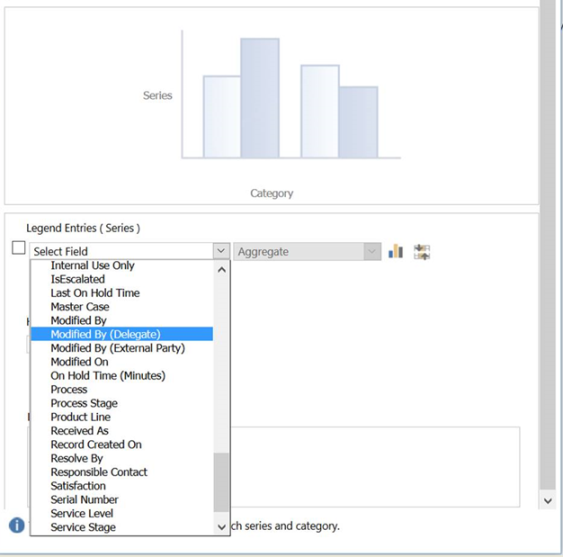 Series
Category
Legend Entries ( Series )
Select Field
Aggregate
Internal Use Only
IsEscalated
Last On Hold Time
Master Case
Modified By
Modified By (Delegate)
Modified By (External Party)
Modified On
On Hold Time (Minutes)
Process
Process Stage
Product Line
Received As
Record Created On
Resolve By
Responsible Contact
Satisfaction
Serial Number
Service Level
Service Stage
ch series and category.